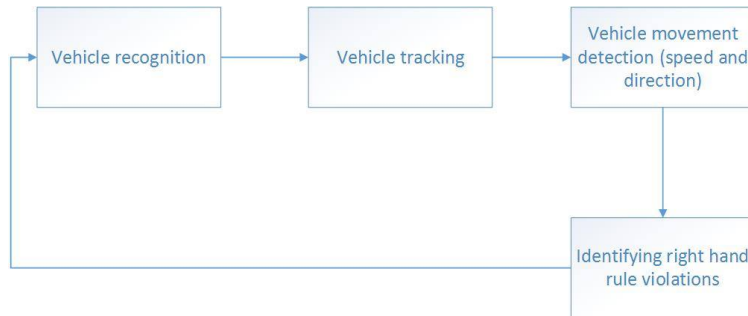 Vehicle recognition
Vehicle tracking
Vehicle movement
detection (speed and
direction)
Identifying right hand
rule violations